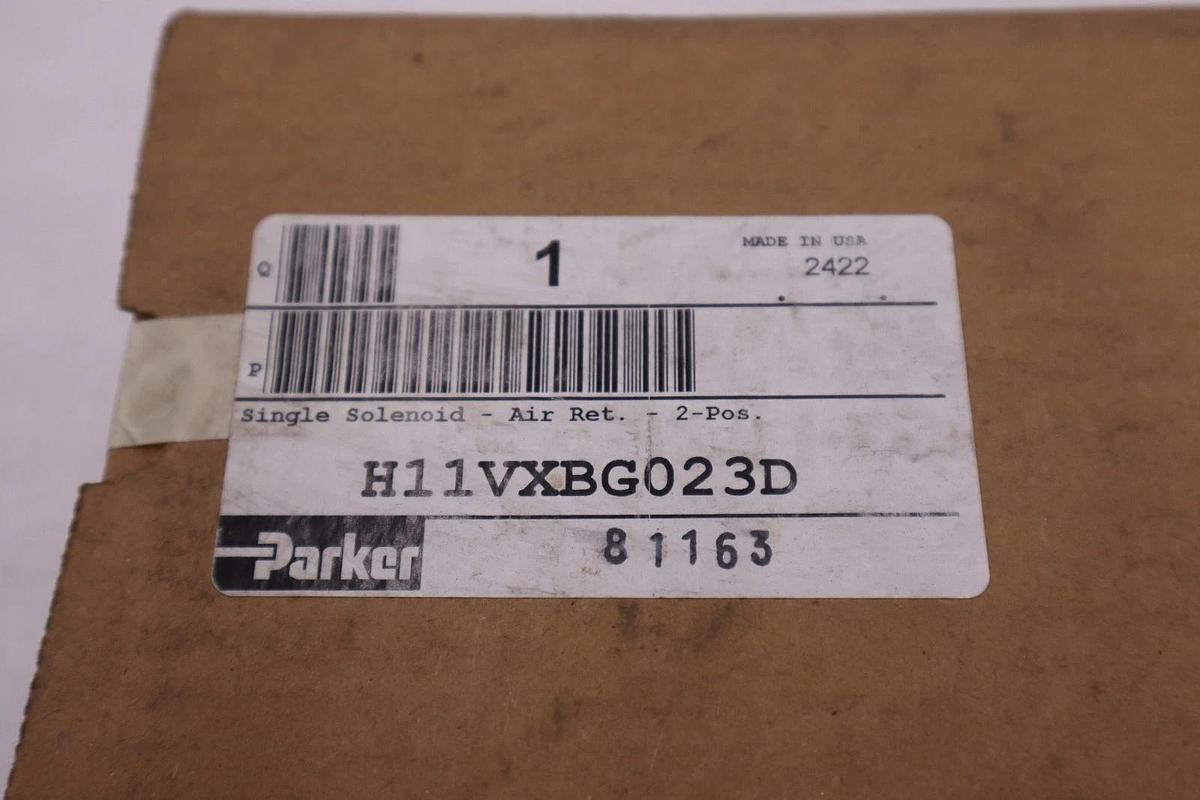 Q
1
MADE IN USA
2422
P
Single Solenoid - Air Ret. - 2-Pos.
H11VXBG023D
Parker
81163